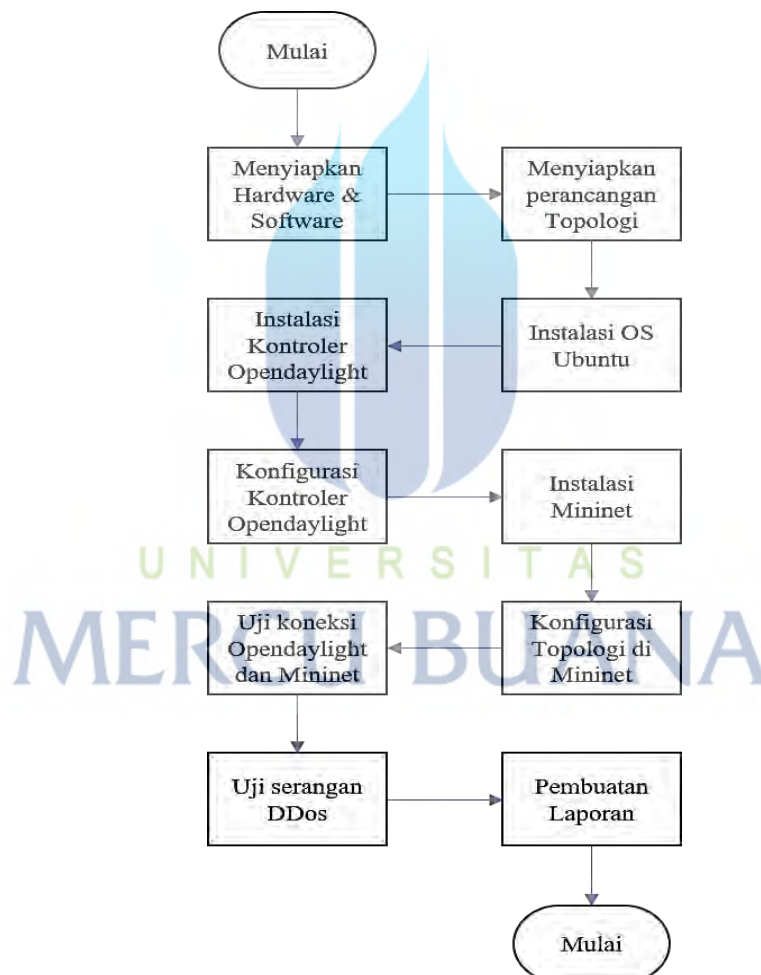 Mulai
Menyiapkan
Hardware &
Software
Menyiapkan
perancangan
Topologi
Instalasi OS
Ubuntu
Instalasi
Kontroler
Opendaylight
Konfigurasi
Kontroler
Opendaylight
Instalasi
Mininet
UNIVERSITAS
MERCU BUANA
Konfigurasi
Topologi di
Mininet
Uji koneksi
Opendaylight
dan Mininet
Uji serangan
DDos
Pembuatan
Laporan
Mulai